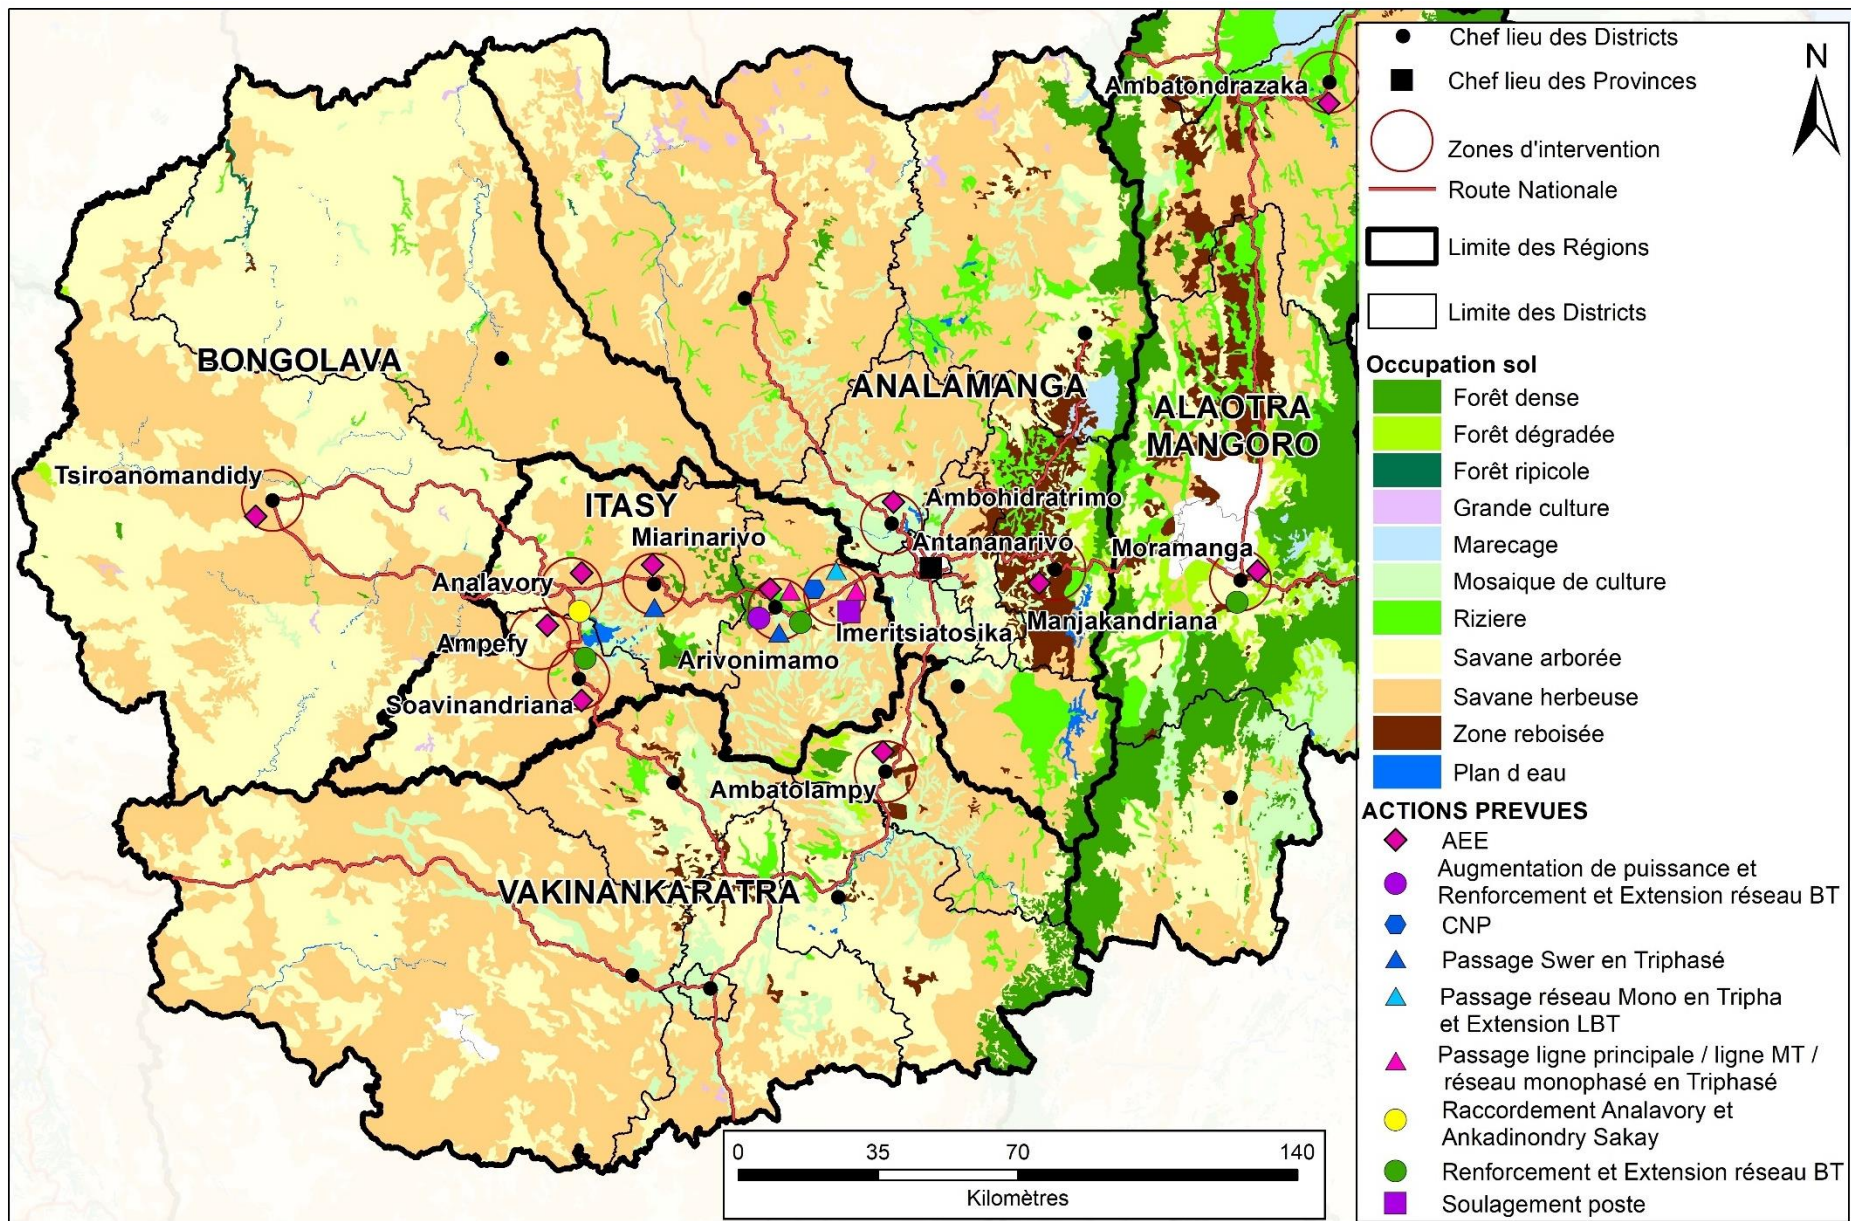 Ambatondrazaka
BONGOLAVA
ANALAMANGA
ALAOTRA
MANGORO
Tsiroanomandidy
ITASY
Miarinarivo
Ambohidratrimo
Antananarivo
Moramanga
Analavory
Ampefy
Imeritsiatosika
Manjakandriana
Arivonimamo
Soavinandriana
Ambatolampy
VAKINANKARATRA
0 35 70 140
Kilomètres
N
Chef lieu des Districts
Chef lieu des Provinces
Zones d'intervention
Route Nationale
Limite des Régions
Limite des Districts
Occupation sol
Forêt dense
Forêt dégradée
Forêt ripicole
Grande culture
Marecage
Mosaique de culture
Riziere
Savane arborée
Savane herbeuse
Zone reboisée
Plan d eau
ACTIONS PREVUES
AEE
Augmentation de puissance et
Renforcement et Extension réseau BT
CNP
Passage Swer en Triphasé
Passage réseau Mono en Tripha
et Extension LBT
Passage ligne principale / ligne MT /
réseau monophasé en Triphasé
Raccordement Analavory et
Ankadinondry Sakay
Renforcement et Extension réseau BT
Soulagement poste